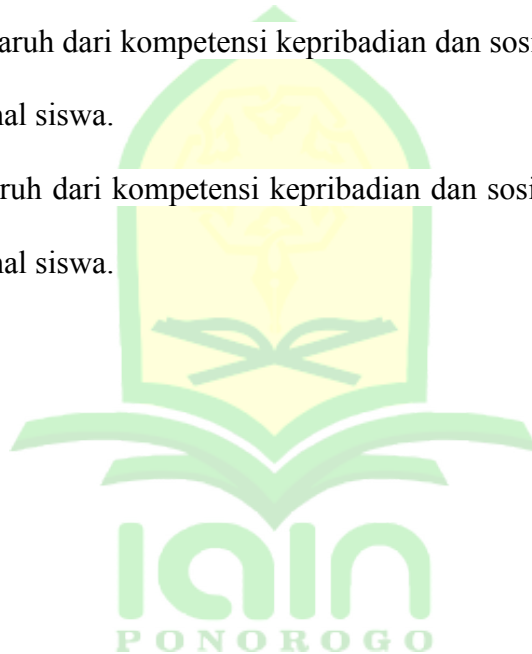 aruh dari kompetensi kepribadian dan sosi
nal siswa.
ruh dari kompetensi kepribadian dan sosi
nal siswa.
iain
PONOROGO